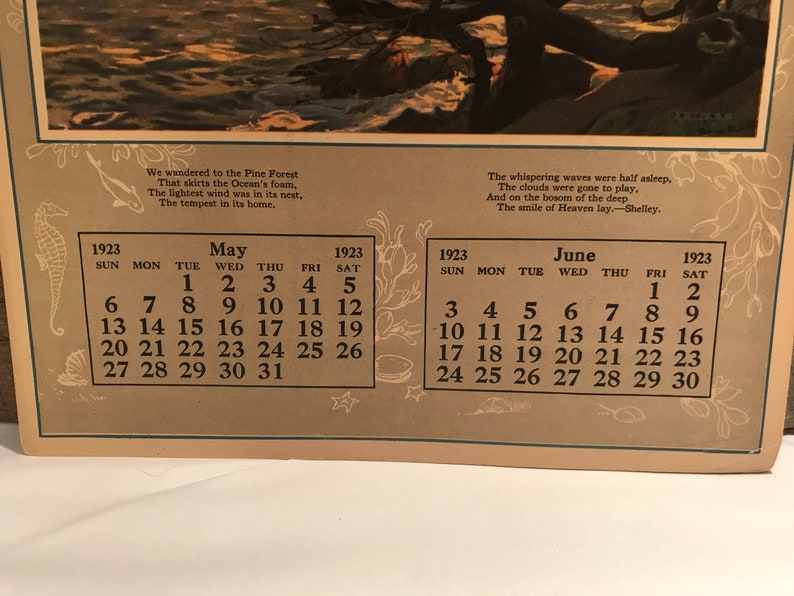 We wandered to the Pine Forest
That skirts the Ocean's foam,
The lightest wind was in its nest,
The tempest in its home.
The whispering waves were half asleep,
The clouds were gone to play,
And on the bosom of the deep
The smile of Heaven lay.—Shelley.
1923 May 1923
SUN MON TUE WED THU FRI SAT
1 2 3 4 5
6 7 8 9 10 11 12
13 14 15 16 17 18 19
20 21 22 23 24 25 26
27 28 29 30 31
1923 June 1923
SUN MON TUE WED THU FRI SAT
1 2
3 4 5 6 7 8 9
10 11 12 13 14 15 16
17 18 19 20 21 22 23
24 25 26 27 28 29 30